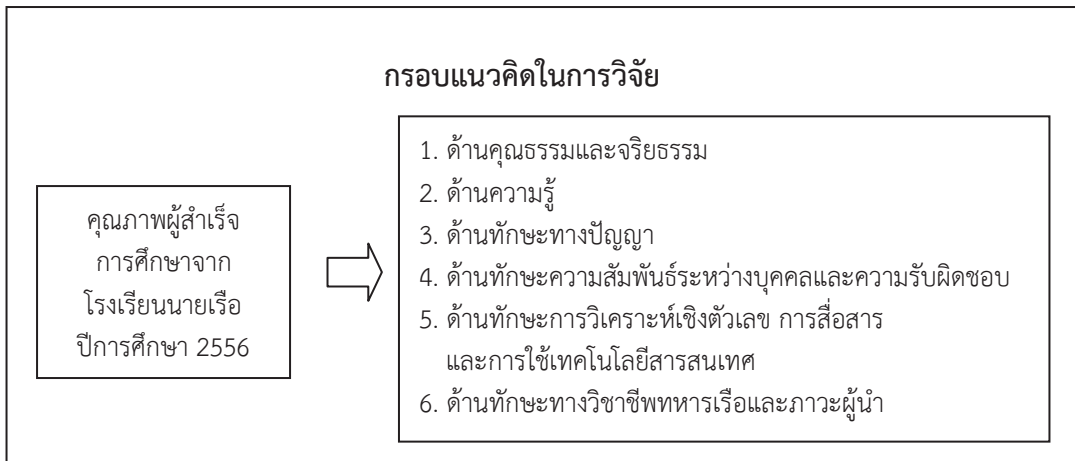 กรอบแนวคิดในการวิจัย
คุณภาพผู้สำเร็จ
การศึกษาจาก
โรงเรียนนายเรือ
ปีการศึกษา 2556
1. ด้านคุณธรรมและจริยธรรม
2. ด้านความรู้
3. ด้านทักษะทางปัญญา
4. ด้านทักษะความสัมพันธ์ระหว่างบุคคลและความรับผิดชอบ
5. ด้านทักษะการวิเคราะห์เชิงตัวเลข การสื่อสาร
และการใช้เทคโนโลยีสารสนเทศ
6. ด้านทักษะทางวิชาชีพทหารเรือและภาวะผู้นำ